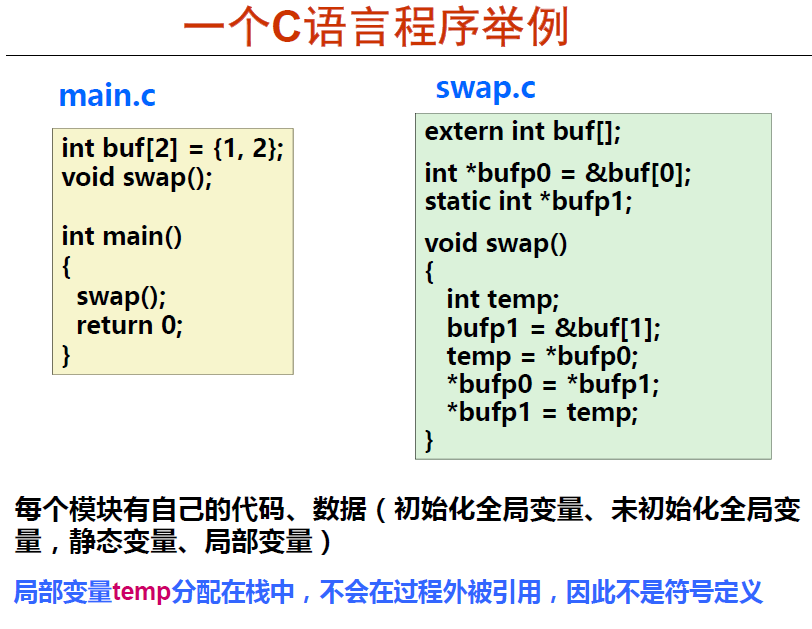 一个C语言程序举例
main.c
int buf[2] = {1, 2};
void swap();
int main()
{
swap();
return 0;
}
swap.c
extern int buf[];
int *bufp0 = &buf[0];
static int *bufp1;
void swap()
{
int temp;
bufp1 = &buf[1];
temp = *bufp0;
*bufp0 = *bufp1;
*bufp1 = temp;
}
每个模块有自己的代码、数据（初始化全局变量、未初始化全局变
量，静态变量、局部变量）
局部变量temp分配在栈中，不会在过程外被引用，因此不是符号定义